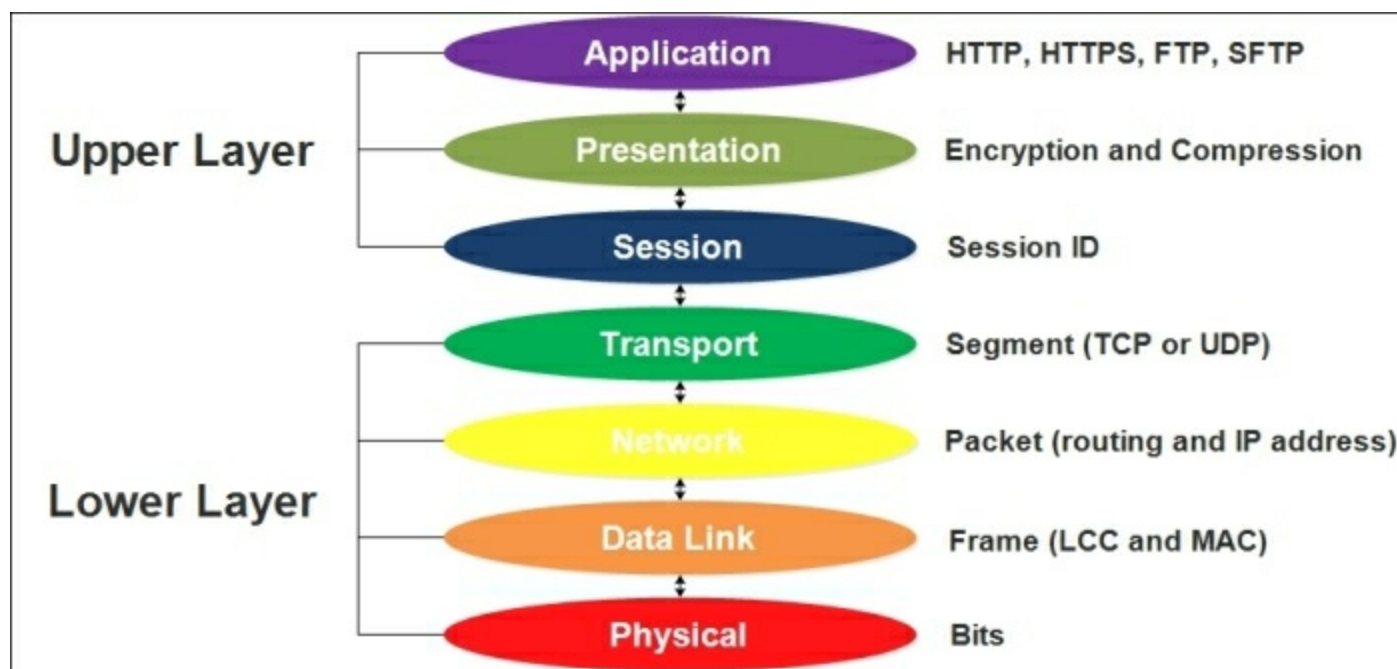 Application HTTP, HTTPS, FTP, SFTP
Upper Layer Presentation Encryption and Compression
Session Session ID
Transport Segment (TCP or UDP)
Network Packet (routing and IP address)
Lower Layer
Data Link Frame (LCC and MAC)
Physical Bits